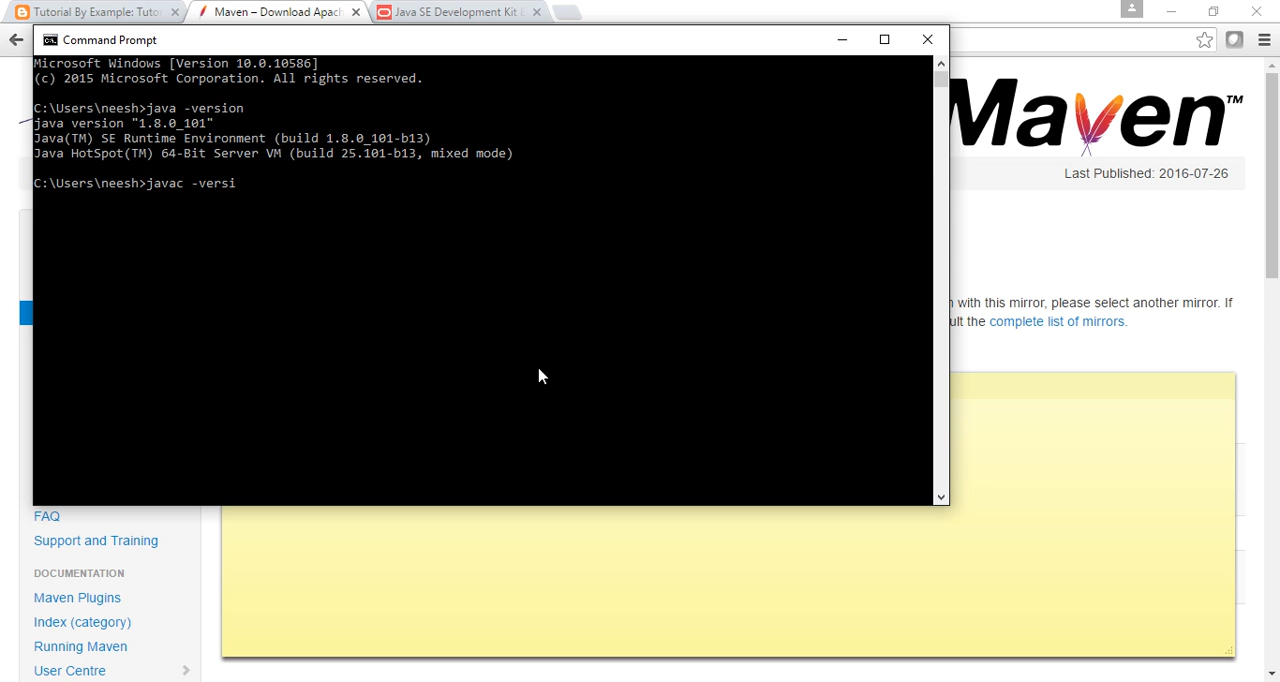 Tutorial By Example: Tutor
Maven – Download Apach
Java SE Development Kit
Command Prompt
Microsoft Windows [Version 10.0.10586]
(c) 2015 Microsoft Corporation. All rights reserved.
C:\Users\neesh>java -version
java version "1.8.0_101"
Java(TM) SE Runtime Environment (build 1.8.0_101-b13)
Java HotSpot(TM) 64-Bit Server VM (build 25.101-b13, mixed mode)
C:\Users\neesh>javac -versi
Maven™
Last Published: 2016-07-26
with this mirror, please select another mirror. If
ult the complete list of mirrors.
FAQ
Support and Training
DOCUMENTATION
Maven Plugins
Index (category)
Running Maven
User Centre